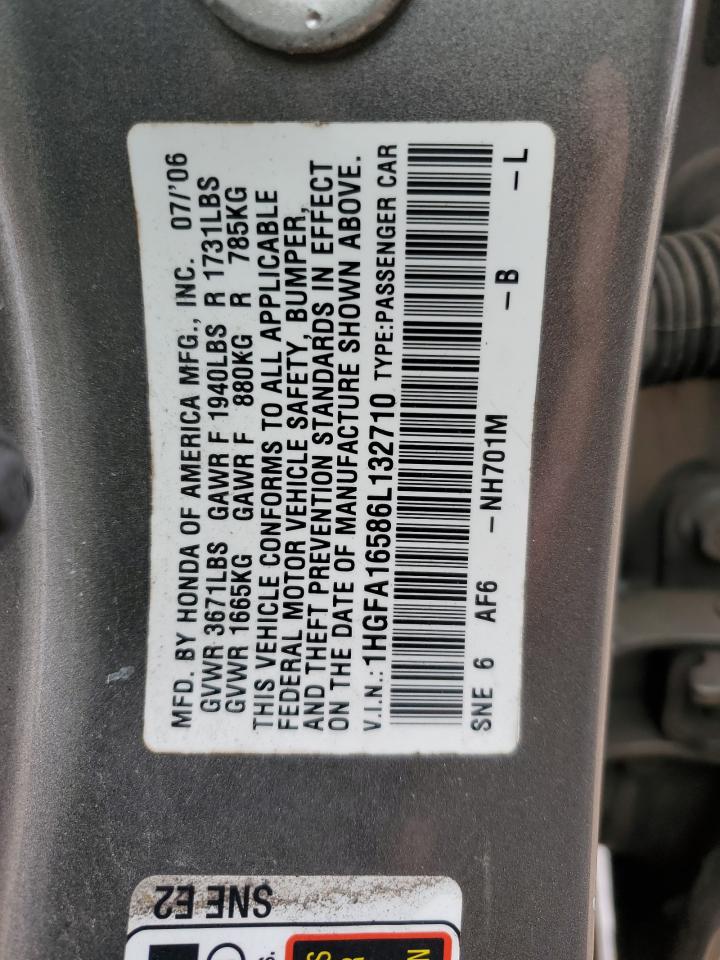 MFD. BY HONDA OF AMERICA MFG., INC. 07/'06
GVWR 3671LBS GAWR F 1940LBS R 1731LBS
GVWR 1665KG GAWR F 880KG R 785KG
THIS VEHICLE CONFORMS TO ALL APPLICABLE
FEDERAL MOTOR VEHICLE SAFETY, BUMPER,
AND THEFT PREVENTION STANDARDS IN EFFECT
ON THE DATE OF MANUFACTURE SHOWN ABOVE.
V.I.N.:1HGFA16586L132710 TYPE:PASSENGER CAR
SNE 6 AF6 -NH701M -B -L
SNE E2